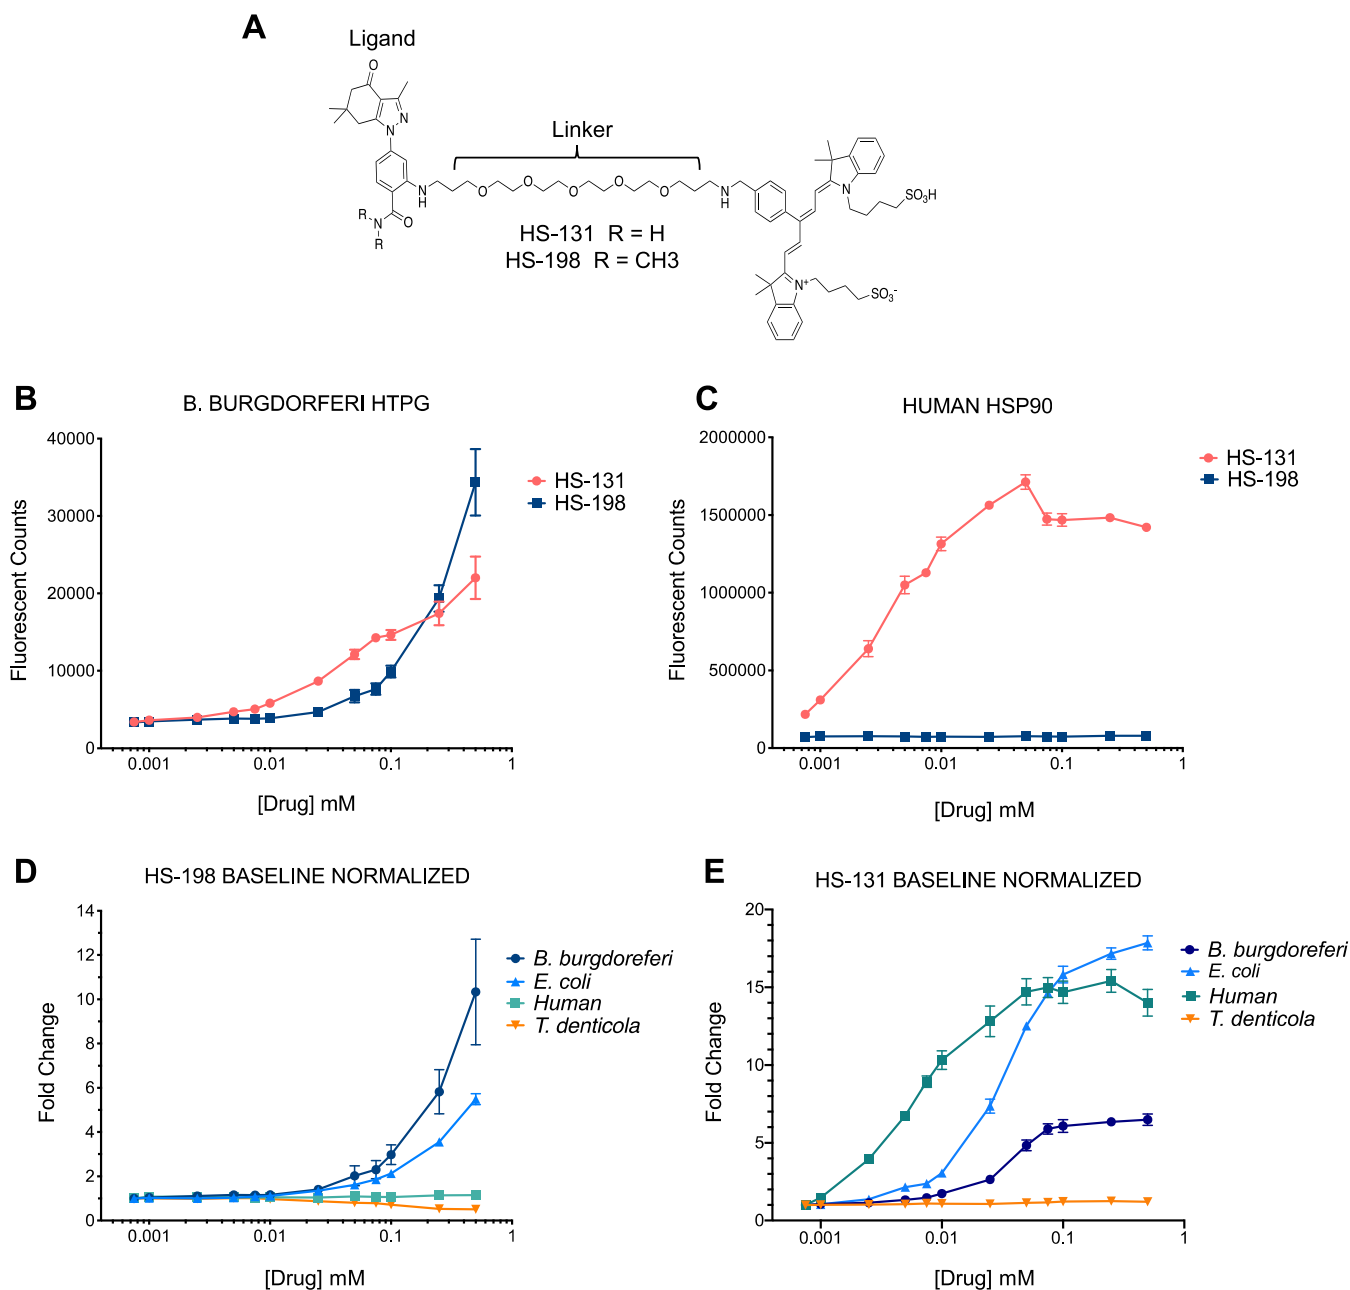 A
Ligand
O
N
N
Linker
N
H
O
O
O
O
O
N
H
N
SO₃H
R
N
O
R
HS-131 R = H
HS-198 R = CH3
N⁺
SO₃⁻
B
B. BURGDORFERI HTPG
40000
30000
20000
10000
0
Fluorescent Counts
HS-131
HS-198
0.001
0.01
0.1
1
[Drug] mM
C
HUMAN HSP90
2000000
1500000
1000000
500000
0
Fluorescent Counts
HS-131
HS-198
0.001
0.01
0.1
1
[Drug] mM
D
HS-198 BASELINE NORMALIZED
14
12
10
8
6
4
2
0
Fold Change
B. burgdoreferi
E. coli
Human
T. denticola
0.001
0.01
0.1
1
[Drug] mM
E
HS-131 BASELINE NORMALIZED
20
15
10
5
0
Fold Change
B. burgdoreferi
E. coli
Human
T. denticola
0.001
0.01
0.1
1
[Drug] mM